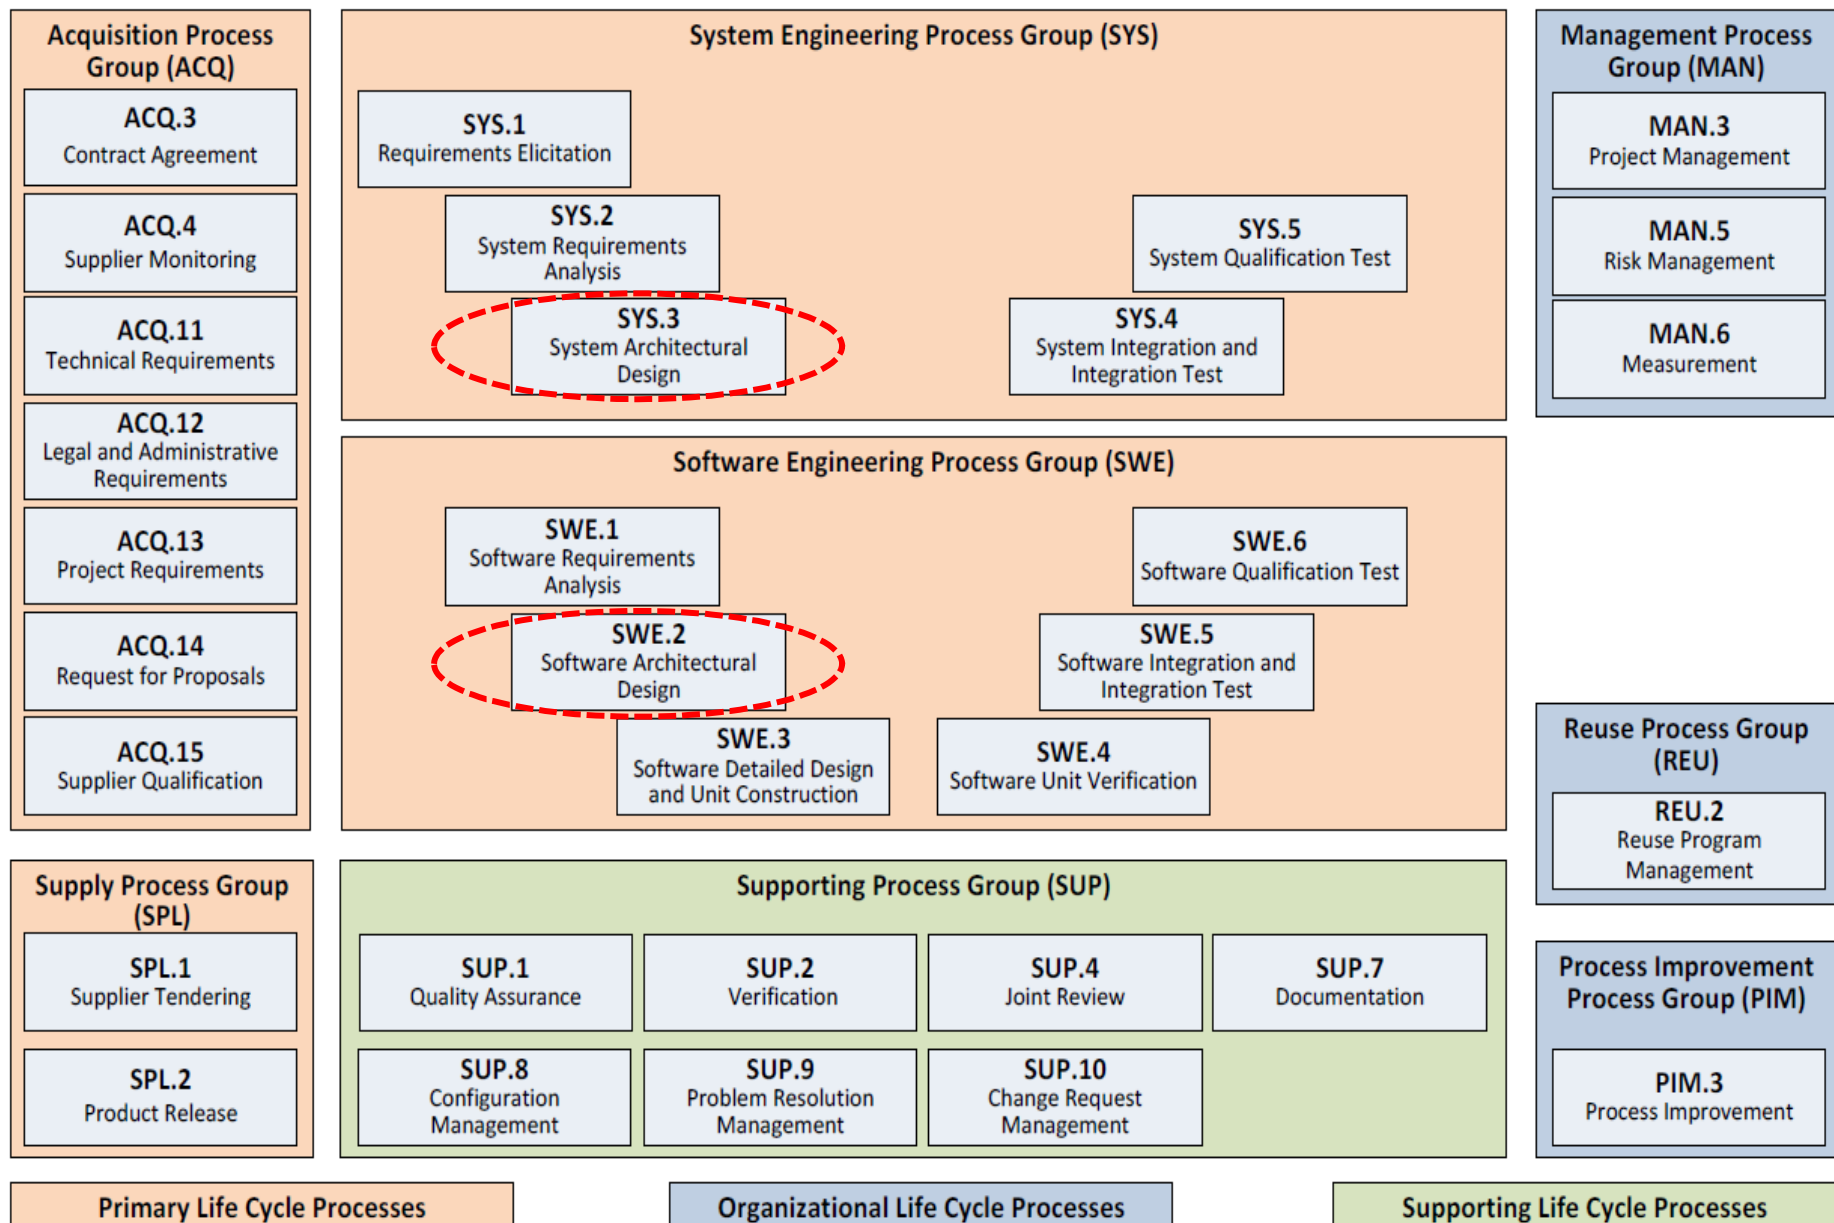 Acquisition Process
Group (ACQ)
ACQ.3
Contract Agreement
ACQ.4
Supplier Monitoring
ACQ.11
Technical Requirements
ACQ.12
Legal and Administrative
Requirements
ACQ.13
Project Requirements
ACQ.14
Request for Proposals
ACQ.15
Supplier Qualification
System Engineering Process Group (SYS)
SYS.1
Requirements Elicitation
SYS.2
System Requirements
Analysis
SYS.3
System Architectural
Design
SYS.5
System Qualification Test
SYS.4
System Integration and
Integration Test
Software Engineering Process Group (SWE)
SWE.1
Software Requirements
Analysis
SWE.2
Software Architectural
Design
SWE.3
Software Detailed Design
and Unit Construction
SWE.6
Software Qualification Test
SWE.5
Software Integration and
Integration Test
SWE.4
Software Unit Verification
Management Process
Group (MAN)
MAN.3
Project Management
MAN.5
Risk Management
MAN.6
Measurement
Reuse Process Group
(REU)
REU.2
Reuse Program
Management
Supply Process Group
(SPL)
SPL.1
Supplier Tendering
SPL.2
Product Release
Supporting Process Group (SUP)
SUP.1
Quality Assurance
SUP.2
Verification
SUP.4
Joint Review
SUP.7
Documentation
SUP.8
Configuration
Management
SUP.9
Problem Resolution
Management
SUP.10
Change Request
Management
Process Improvement
Process Group (PIM)
PIM.3
Process Improvement
Primary Life Cycle Processes
Organizational Life Cycle Processes
Supporting Life Cycle Processes